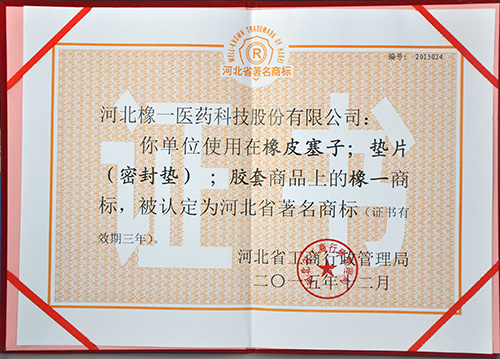 WELL-KNOWN TRADEMARK OF HEBEI
R
河北省著名商标
编号: 2015024
证书
河北橡一医药科技股份有限公司:
你单位使用在橡皮塞子；垫片
（密封垫）；胶套商品上的橡一商
标，被认定为河北省著名商标（证书有
效期三年）。
河北省工商行政管理局
二〇一五年十二月